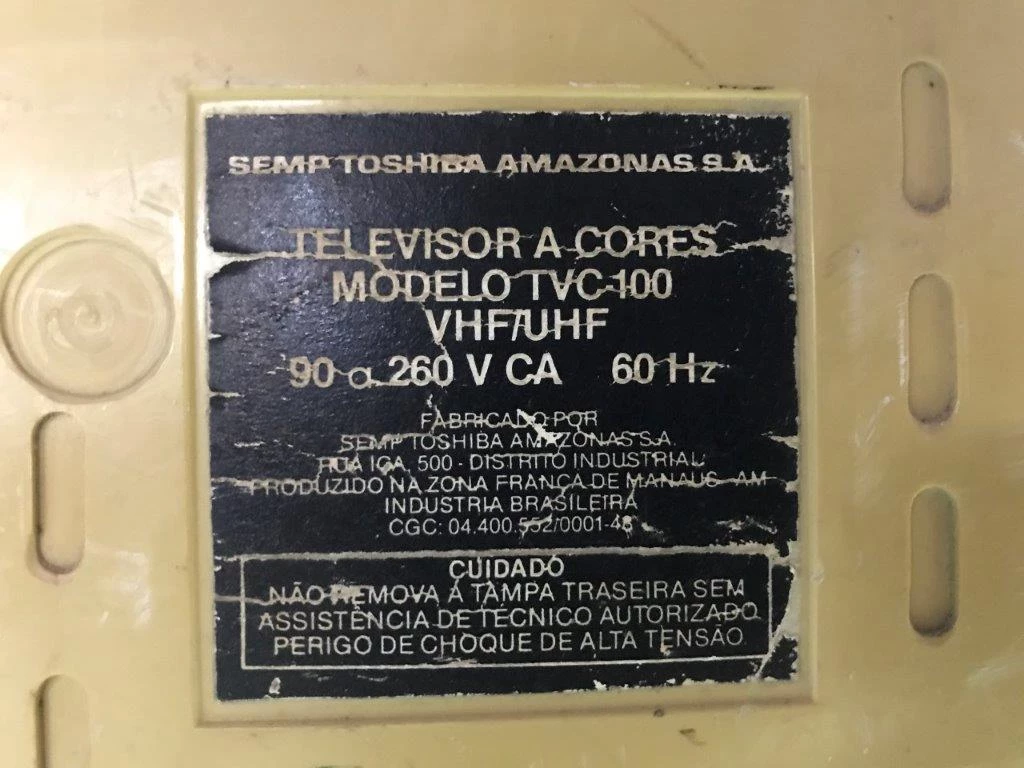 SEMP TOSHIBA AMAZONAS S.A.
TELEVISOR A CORES
MODELO TVC-100
VHF/UHF
90 a 260 V CA 60 Hz
FABRICADO POR
SEMP TOSHIBA AMAZONAS S.A.
RUA IÇA, 500 - DISTRITO INDUSTRIAL
PRODUZIDO NA ZONA FRANCA DE MANAUS - AM
INDUSTRIA BRASILEIRA
CGC: 04.400.552/0001-48
CUIDADO
NÃO REMOVA A TAMPA TRASEIRA SEM
ASSISTÊNCIA DE TÉCNICO AUTORIZADO.
PERIGO DE CHOQUE DE ALTA TENSÃO.